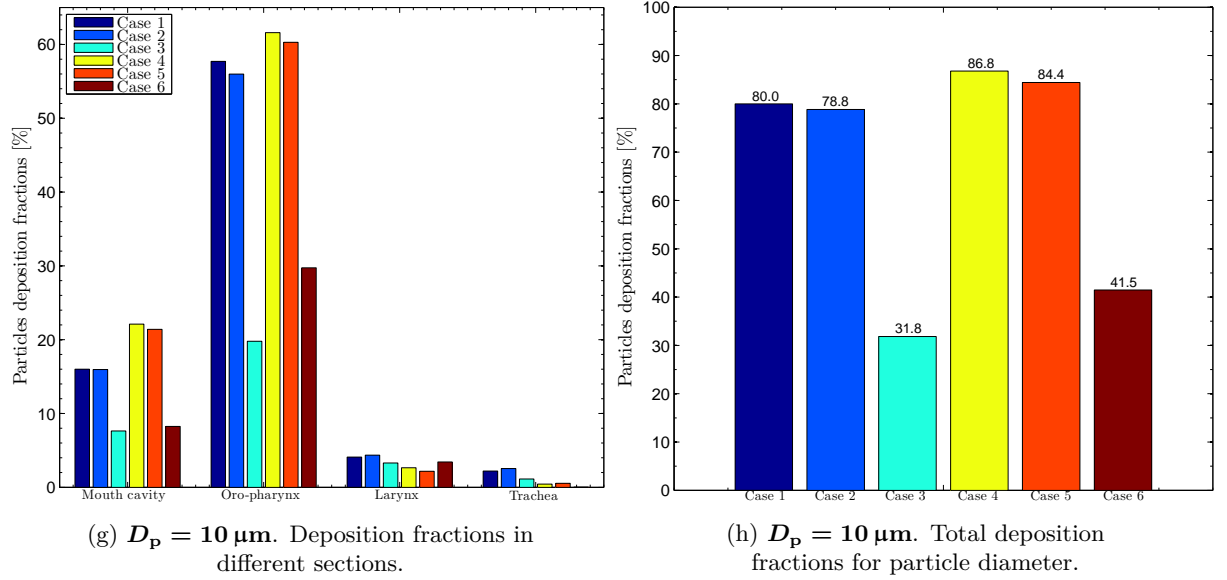 Case 1
Case 2
Case 3
Case 4
Case 5
Case 6
Particles deposition fractions [%]
60
50
40
30
20
10
0
Mouth cavity Oro-pharynx Larynx Trachea
(g) D_p = 10 µm. Deposition fractions in
different sections.
Particles deposition fractions [%]
100
90
80
70
60
50
40
30
20
10
0
80.0 78.8 31.8 86.8 84.4 41.5
Case 1 Case 2 Case 3 Case 4 Case 5 Case 6
(h) D_p = 10 µm. Total deposition
fractions for particle diameter.